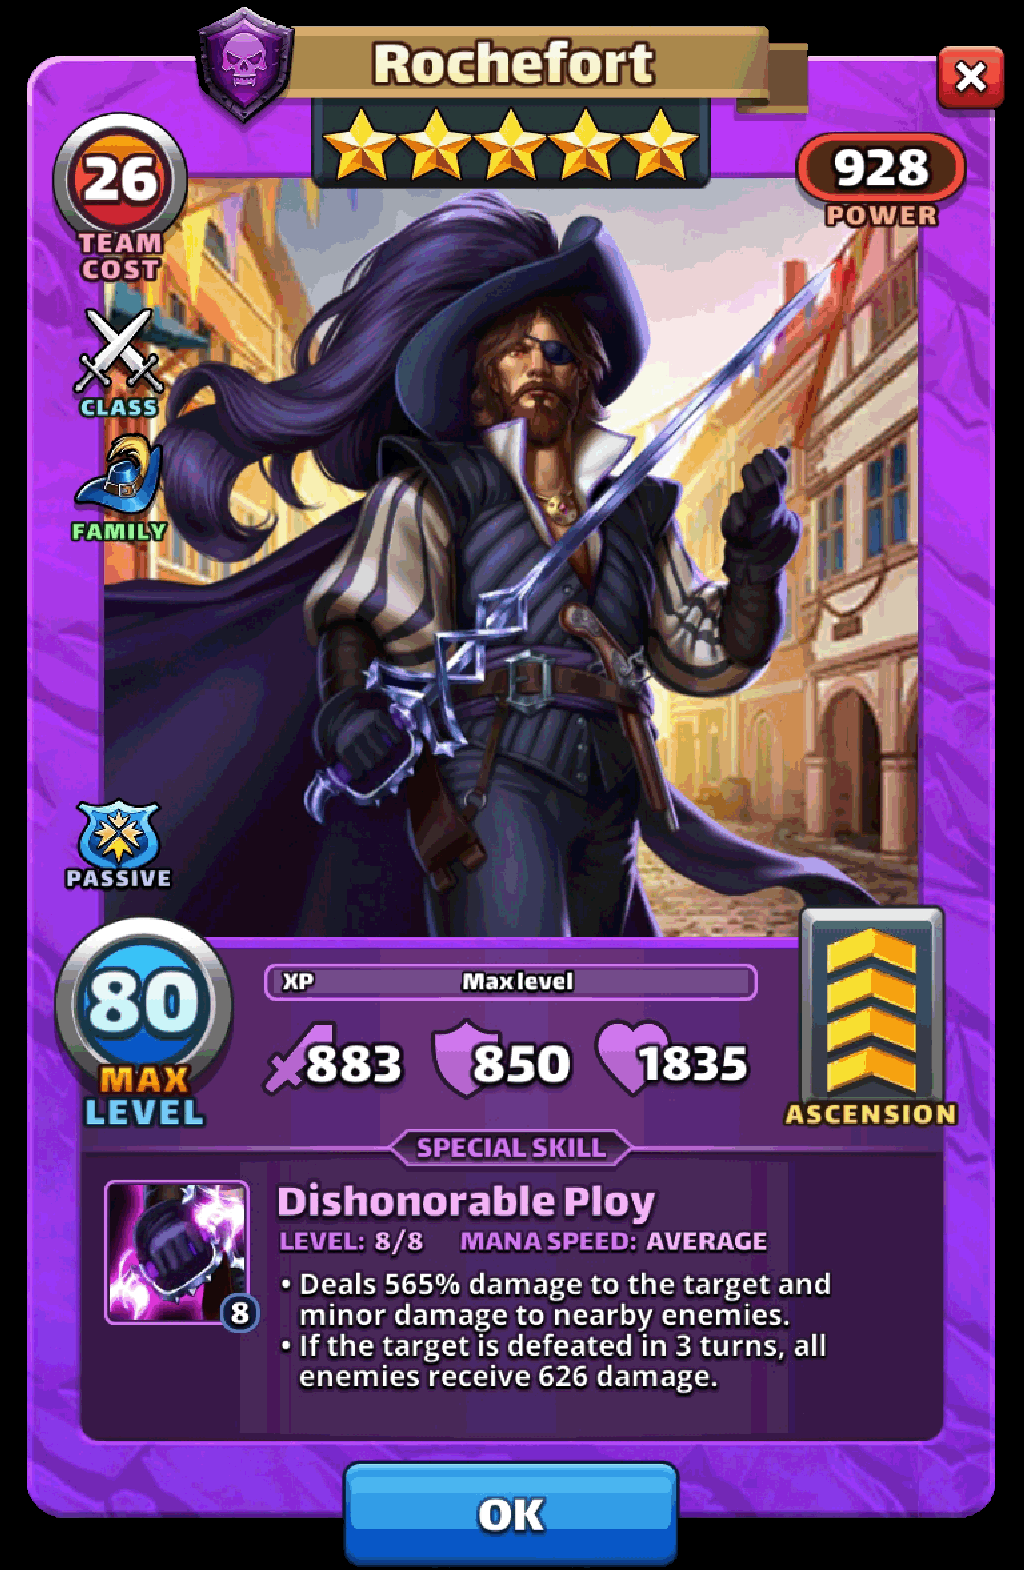 Rochefort
26
TEAM
COST
928
POWER
CLASS
FAMILY
PASSIVE
80
MAX
LEVEL
XP Max level
883 850 1835
ASCENSION
SPECIAL SKILL
Dishonorable Ploy
LEVEL: 8/8 MANA SPEED: AVERAGE
8
• Deals 565% damage to the target and
minor damage to nearby enemies.
• If the target is defeated in 3 turns, all
enemies receive 626 damage.
OK